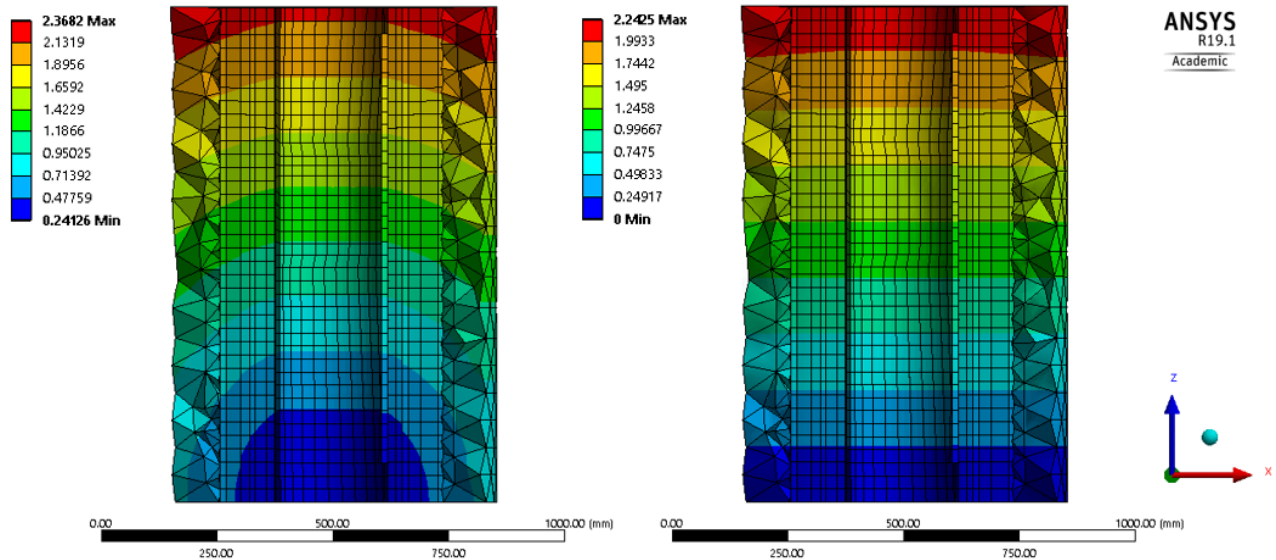 2.3682 Max
2.1319
1.8956
1.6592
1.4229
1.1866
0.95025
0.71392
0.47759
0.24126 Min
0.00
500.00
1000.00 (mm)
250.00
750.00
2.2425 Max
1.9933
1.7442
1.495
1.2458
0.99667
0.7475
0.49833
0.24917
0 Min
0.00
500.00
1000.00 (mm)
250.00
750.00
ANSYS
R19.1
Academic
Z
X